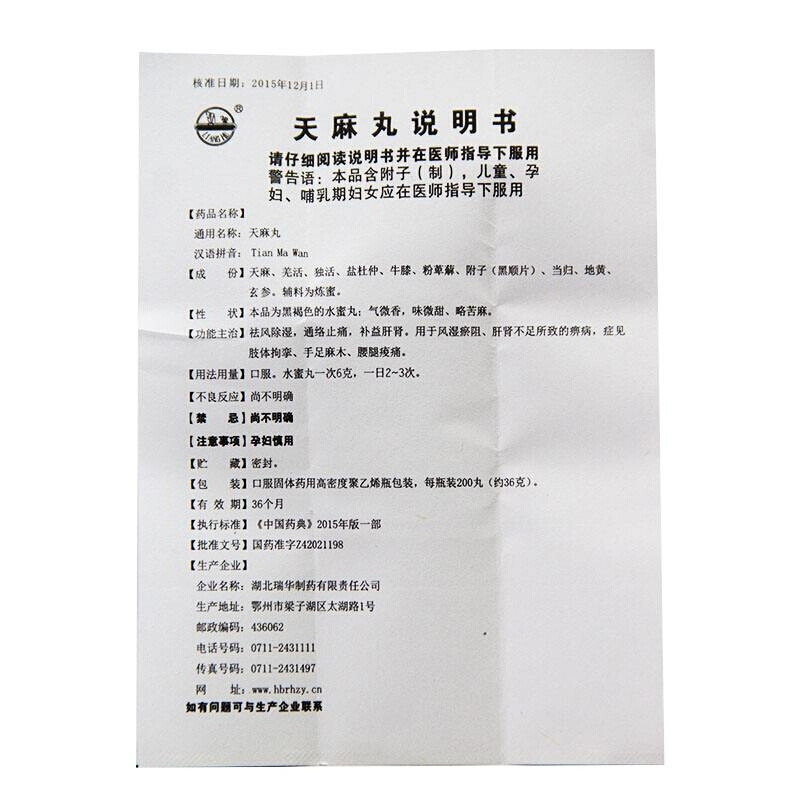 核准日期：2015年12月1日
®
天麻丸说明书
请仔细阅读说明书并在医师指导下服用
警告语：本品含附子（制），儿童、孕
妇、哺乳期妇女应在医师指导下服用
【药品名称】
通用名称：天麻丸
汉语拼音：Tian Ma Wan
【成　份】天麻、羌活、独活、盐杜仲、牛膝、粉萆薢、附子（黑顺片）、当归、地黄、
玄参。辅料为炼蜜。
【性　状】本品为黑褐色的水蜜丸；气微香，味微甜、略苦麻。
【功能主治】祛风除湿，通络止痛，补益肝肾。用于风湿瘀阻、肝肾不足所致的痹病，症见
肢体拘挛、手足麻木、腰腿痠痛。
【用法用量】口服。水蜜丸一次6克，一日2~3次。
【不良反应】尚不明确
【禁　忌】尚不明确
【注意事项】孕妇慎用
【贮　藏】密封。
【包　装】口服固体药用高密度聚乙烯瓶包装，每瓶装200丸（约36克）。
【有 效 期】36个月
【执行标准】《中国药典》2015年版一部
【批准文号】国药准字Z42021198
【生产企业】
企业名称：湖北瑞华制药有限责任公司
生产地址：鄂州市梁子湖区太湖路1号
邮政编码：436062
电话号码：0711-2431111
传真号码：0711-2431497
网　址：www.hbrhzy.cn
如有问题可与生产企业联系